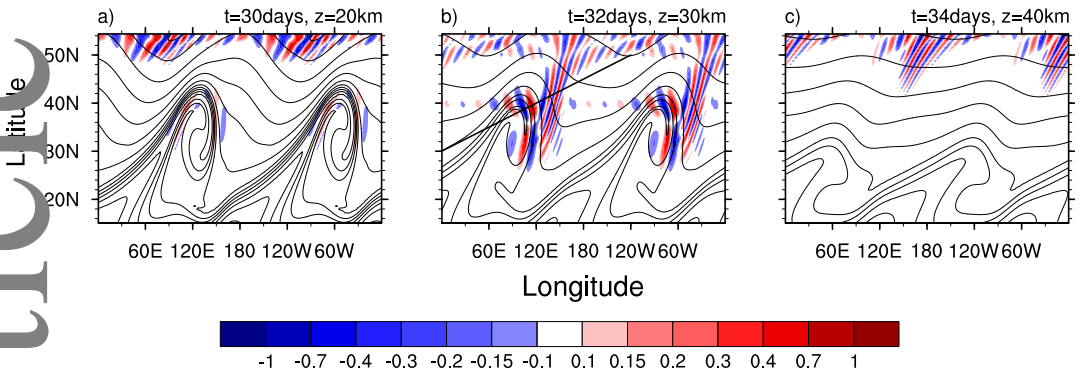 a) t=30days, z=20km
b) t=32days, z=30km
c) t=34days, z=40km
50N
40N
30N
20N
60E 120E 180 120W 60W
60E 120E 180 120W 60W
60E 120E 180 120W 60W
Longitude
-1 -0.7 -0.4 -0.3 -0.2 -0.15 -0.1 0.1 0.15 0.2 0.3 0.4 0.7 1